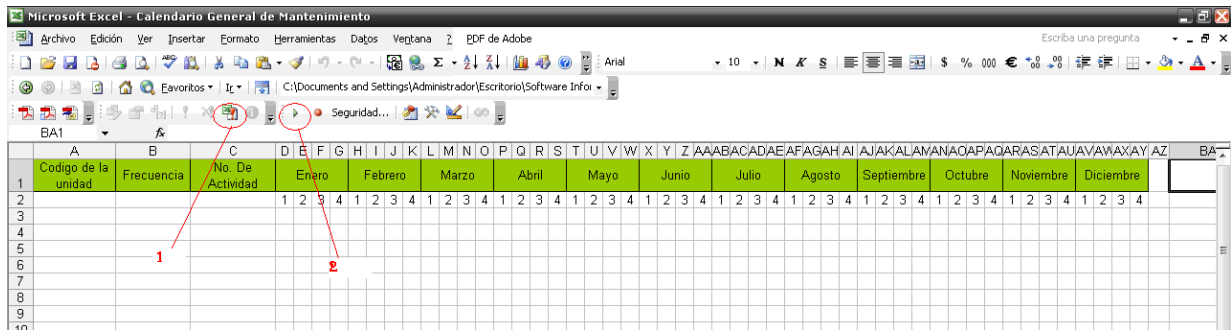 Microsoft Excel - Calendario General de Mantenimiento
Archivo Edición Ver Insertar Formato Herramientas Datos Ventana ? PDF de Adobe Escriba una pregunta
Arial 10 N K S $ % 000 €
Favoritos Ir C:\Documents and Settings\Administrador\Escritorio\Software Infor
Seguridad...
BA1 fx
A B C D E F G H I J K L M N O P Q R S T U V W X Y Z AA AB AC AD AE AF AG AH AI AJ AK AL AM AN AO AP AQ AR AS AT AU AV AW AX AY AZ BA
1 Codigo de la unidad Frecuencia No. De Actividad Enero Febrero Marzo Abril Mayo Junio Julio Agosto Septiembre Octubre Noviembre Diciembre
2 1 2 3 4 1 2 3 4 1 2 3 4 1 2 3 4 1 2 3 4 1 2 3 4 1 2 3 4 1 2 3 4 1 2 3 4 1 2 3 4 1 2 3 4 1 2 3 4
3
4
5
1
6
2
7
8
9
10